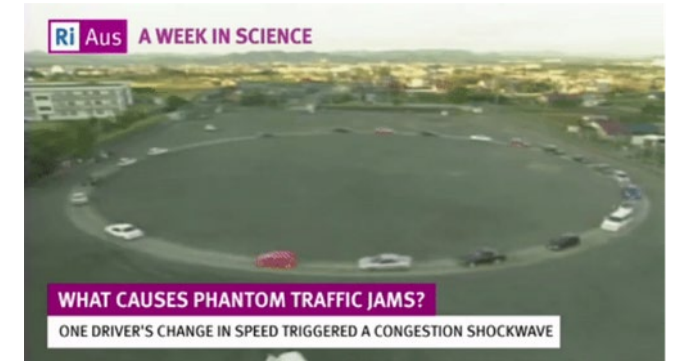 Ri Aus A WEEK IN SCIENCE
WHAT CAUSES PHANTOM TRAFFIC JAMS?
ONE DRIVER'S CHANGE IN SPEED TRIGGERED A CONGESTION SHOCKWAVE